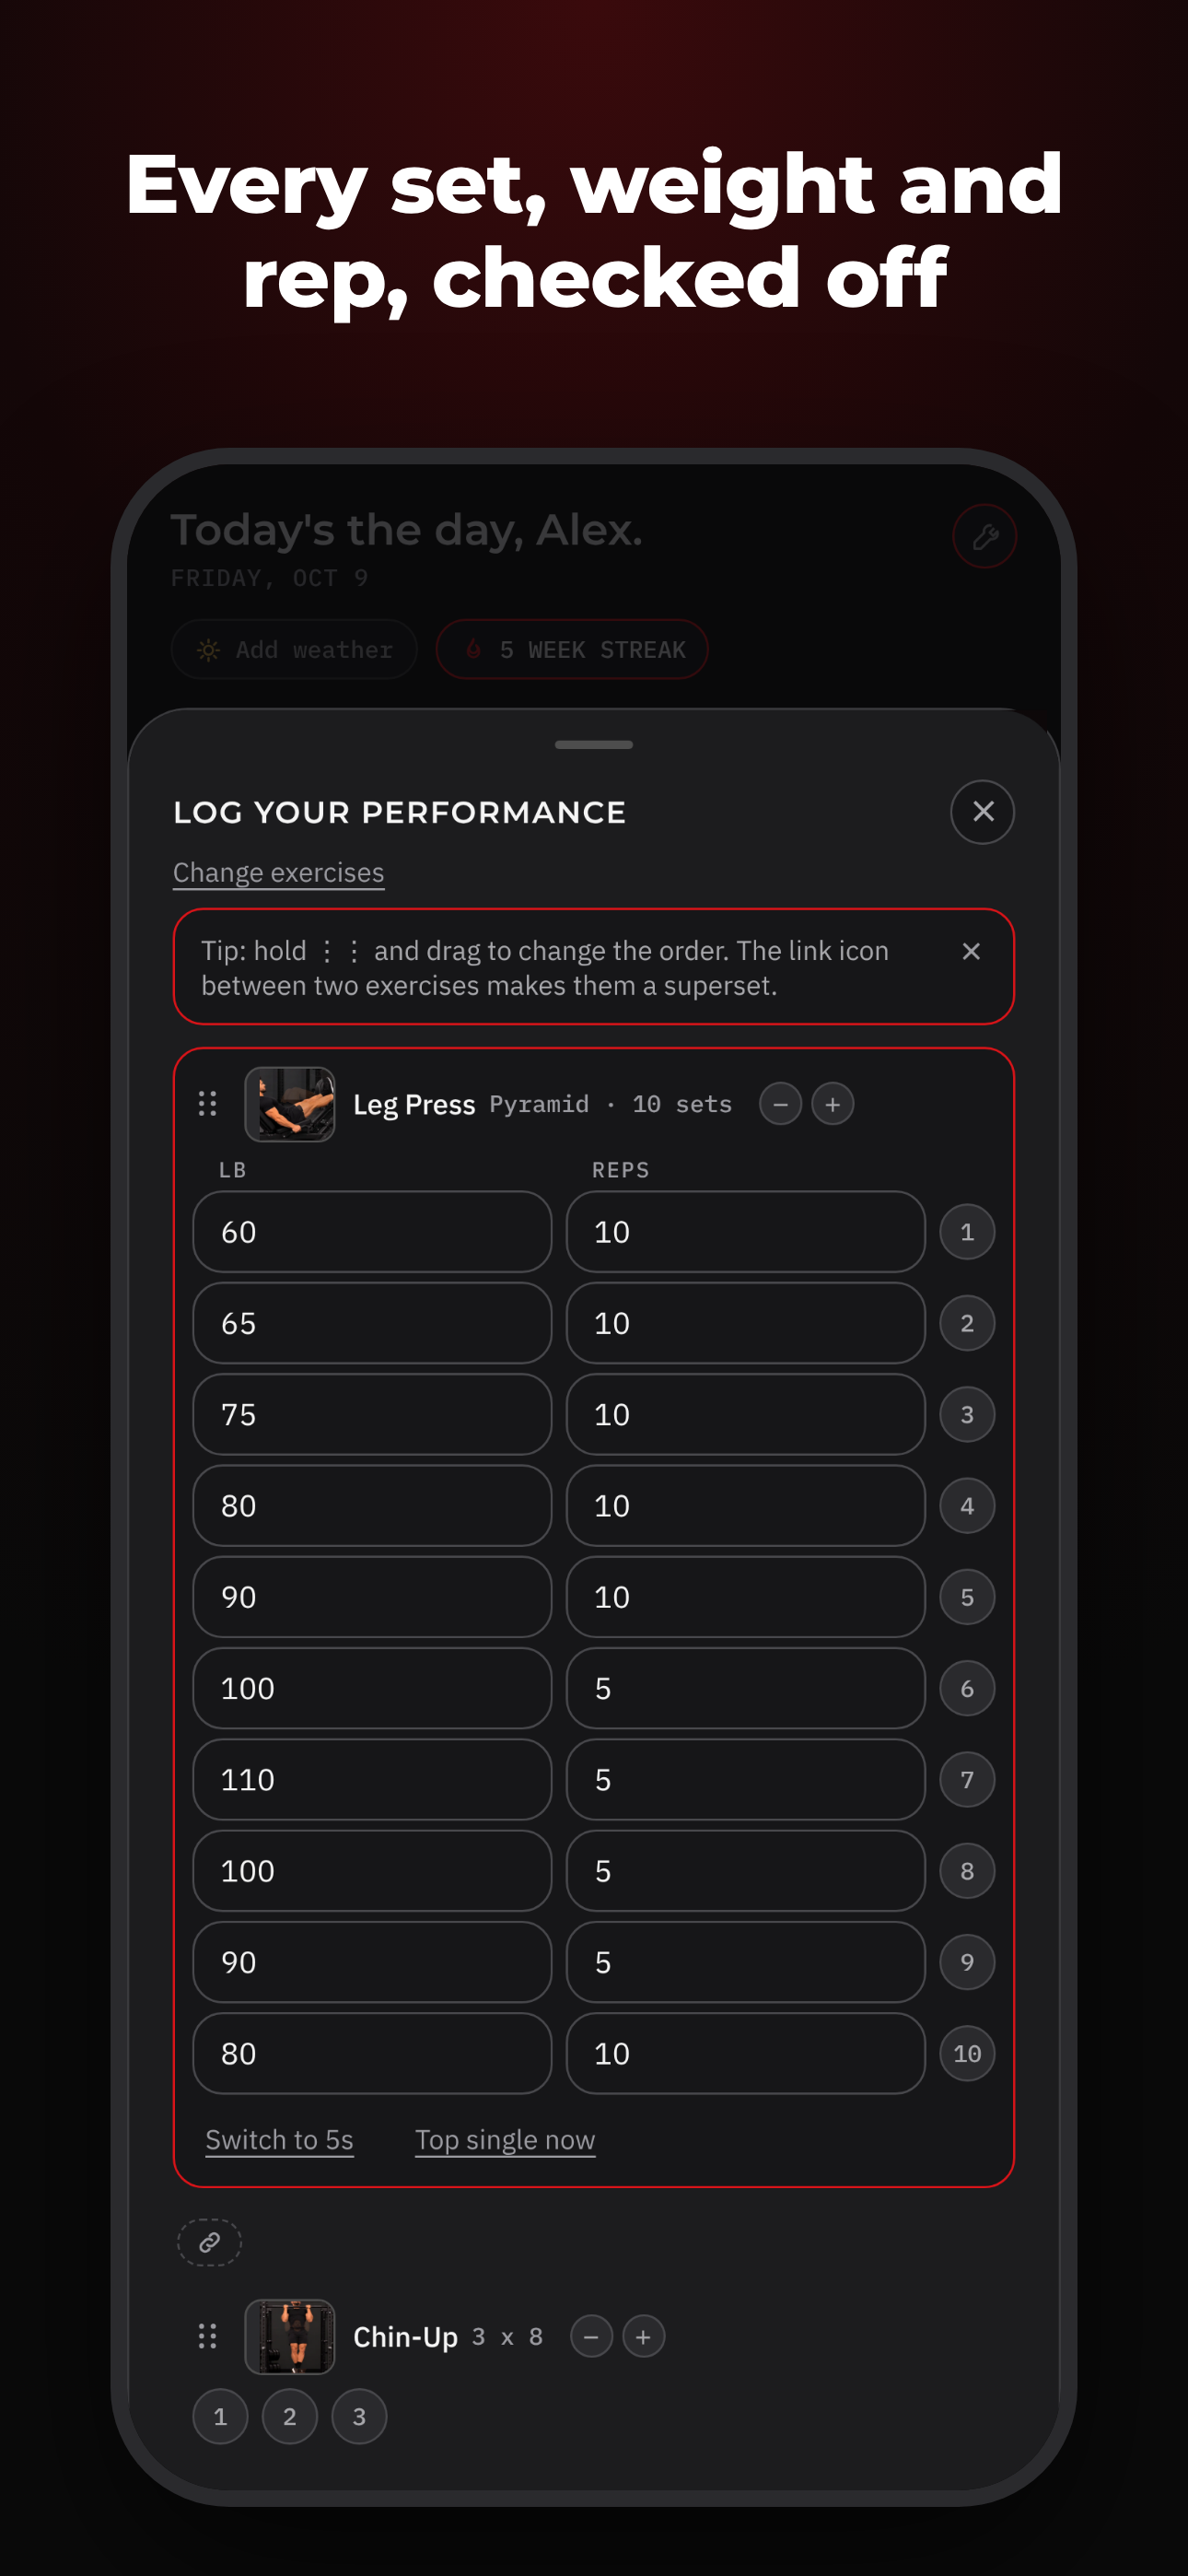 Every set, weight and
rep, checked off
Today's the day, Alex.
FRIDAY, OCT 9
Add weather
5 WEEK STREAK
LOG YOUR PERFORMANCE
Change exercises
Tip: hold ⋮⋮ and drag to change the order. The link icon
between two exercises makes them a superset.
Leg Press Pyramid · 10 sets
LB REPS
60 10 1
65 10 2
75 10 3
80 10 4
90 10 5
100 5 6
110 5 7
100 5 8
90 5 9
80 10 10
Switch to 5s Top single now
Chin-Up 3 x 8
1 2 3